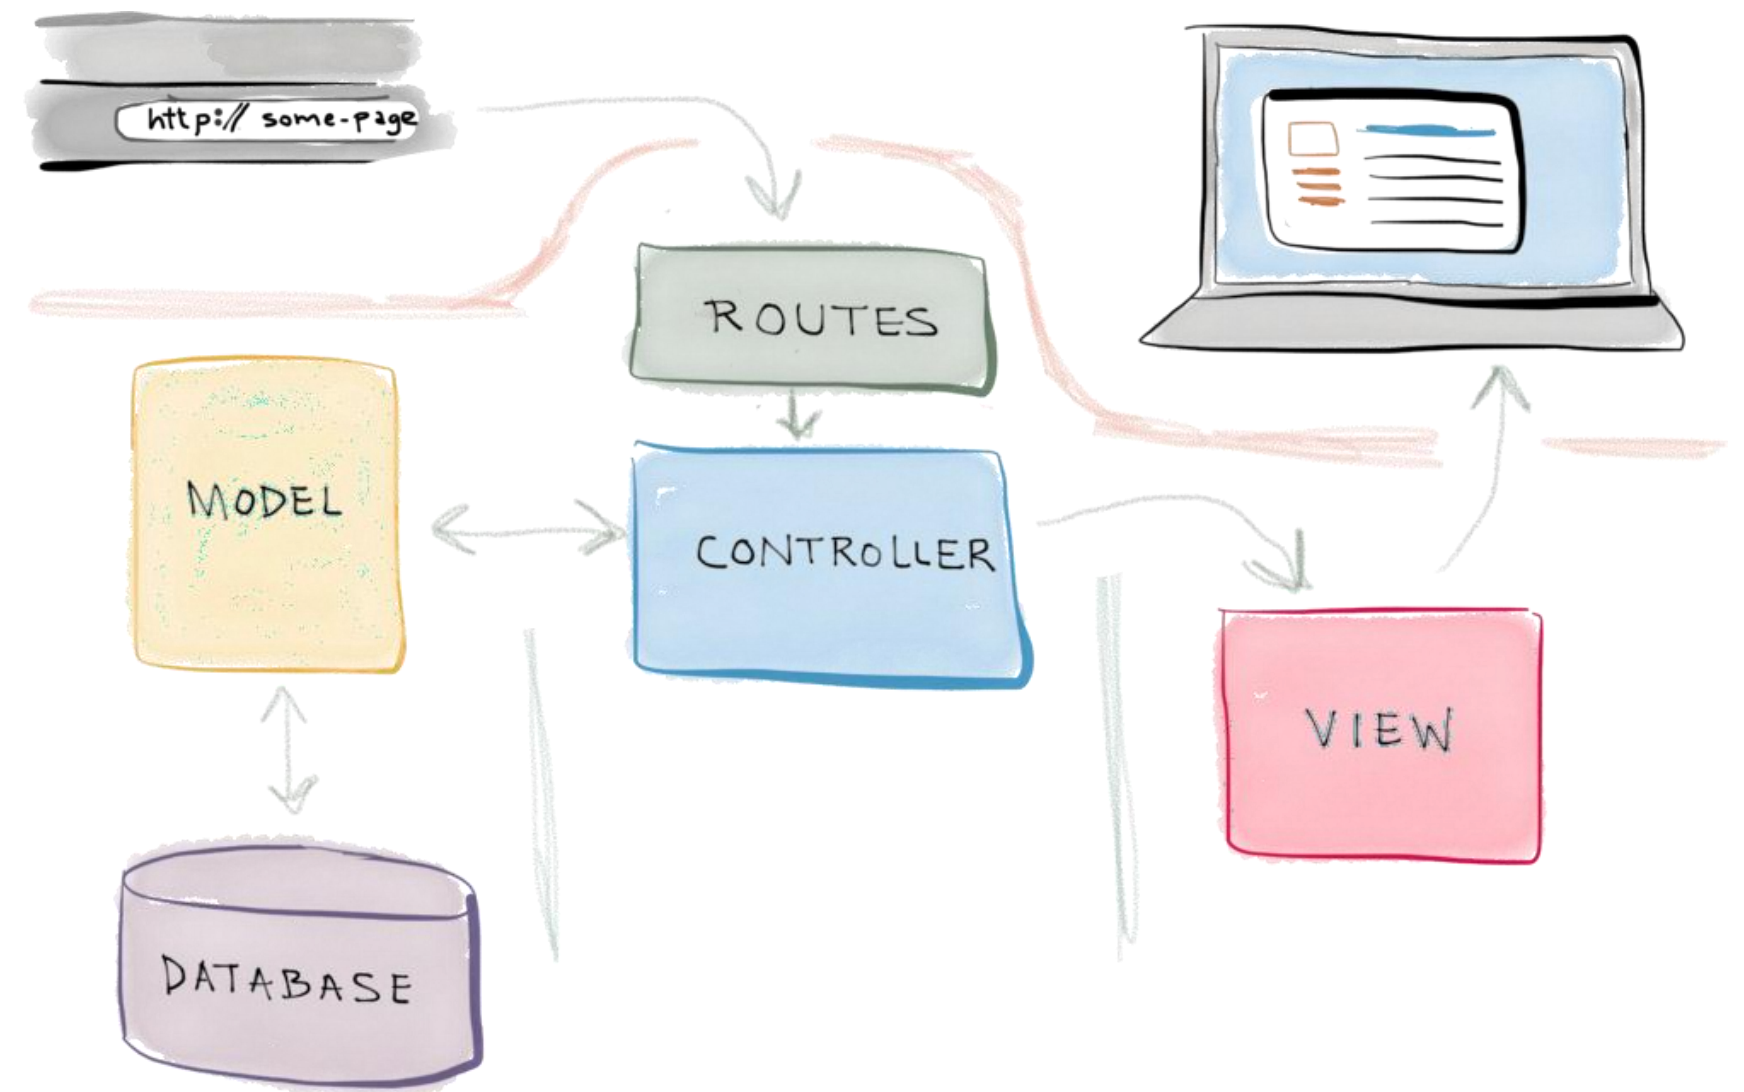 http:// some-page
ROUTES
MODEL
CONTROLLER
VIEW
DATABASE